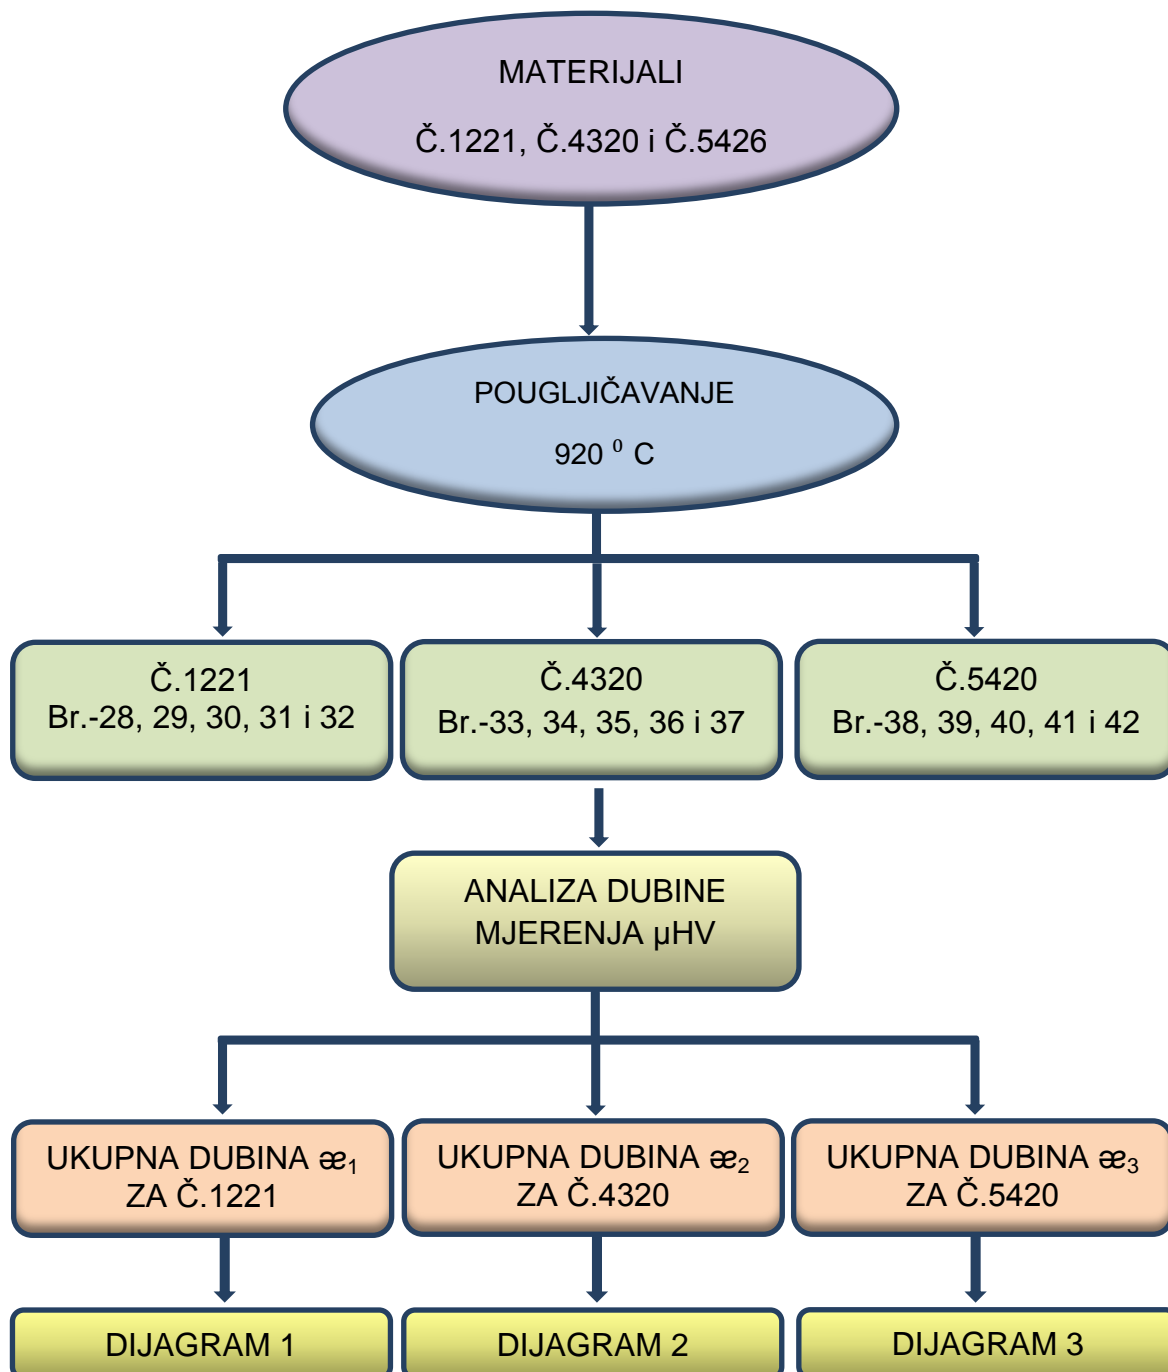 MATERIJALI
Č.1221, Č.4320 i Č.5426
POUGLJIČAVANJE
920 ⁰ C
Č.1221
Br.-28, 29, 30, 31 i 32
Č.4320
Br.-33, 34, 35, 36 i 37
Č.5420
Br.-38, 39, 40, 41 i 42
ANALIZA DUBINE
MJERENJA µHV
UKUPNA DUBINA æ₁
ZA Č.1221
UKUPNA DUBINA æ₂
ZA Č.4320
UKUPNA DUBINA æ₃
ZA Č.5420
DIJAGRAM 1
DIJAGRAM 2
DIJAGRAM 3